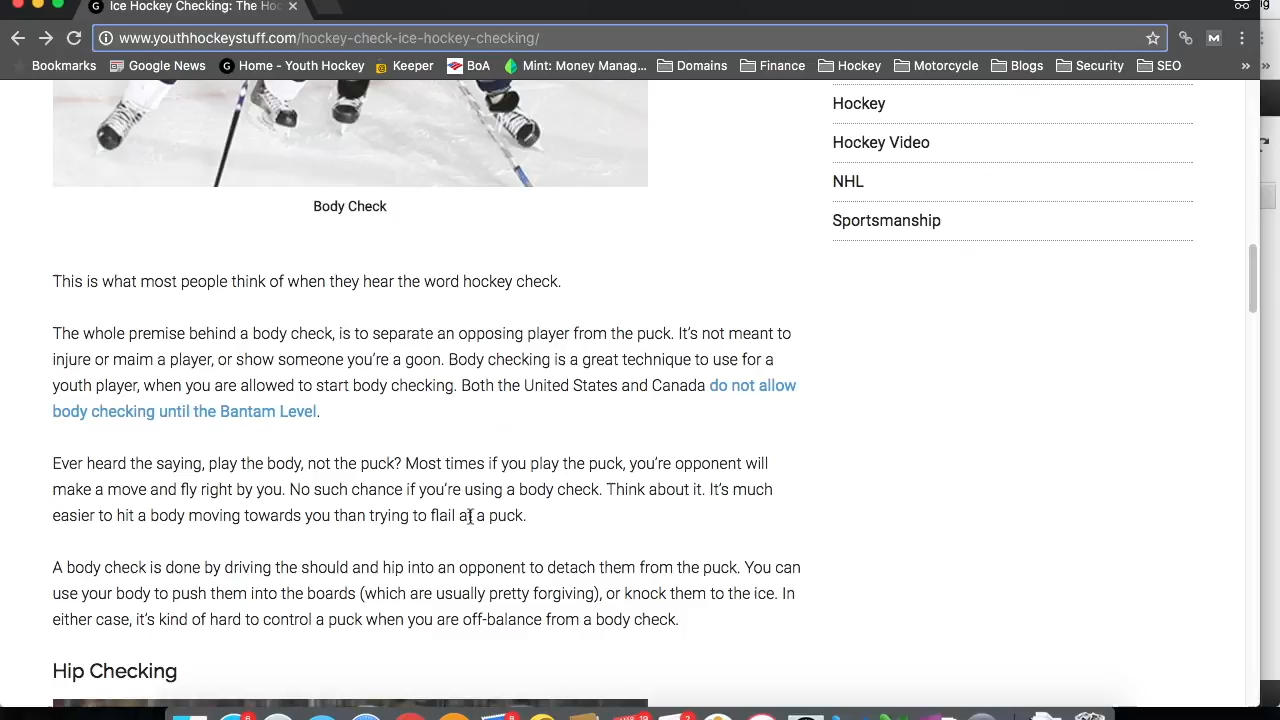 Ice Hockey Checking: The Hoc
www.youthhockeystuff.com/hockey-check-ice-hockey-checking/
Bookmarks Google News Home - Youth Hockey Keeper BoA Mint: Money Manag... Domains Finance Hockey Motorcycle Blogs Security SEO
Body Check
This is what most people think of when they hear the word hockey check.
The whole premise behind a body check, is to separate an opposing player from the puck. It’s not meant to
injure or maim a player, or show someone you’re a goon. Body checking is a great technique to use for a
youth player, when you are allowed to start body checking. Both the United States and Canada do not allow
body checking until the Bantam Level.
Ever heard the saying, play the body, not the puck? Most times if you play the puck, you’re opponent will
make a move and fly right by you. No such chance if you’re using a body check. Think about it. It’s much
easier to hit a body moving towards you than trying to flail at a puck.
A body check is done by driving the should and hip into an opponent to detach them from the puck. You can
use your body to push them into the boards (which are usually pretty forgiving), or knock them to the ice. In
either case, it’s kind of hard to control a puck when you are off-balance from a body check.
Hip Checking
Hockey
Hockey Video
NHL
Sportsmanship